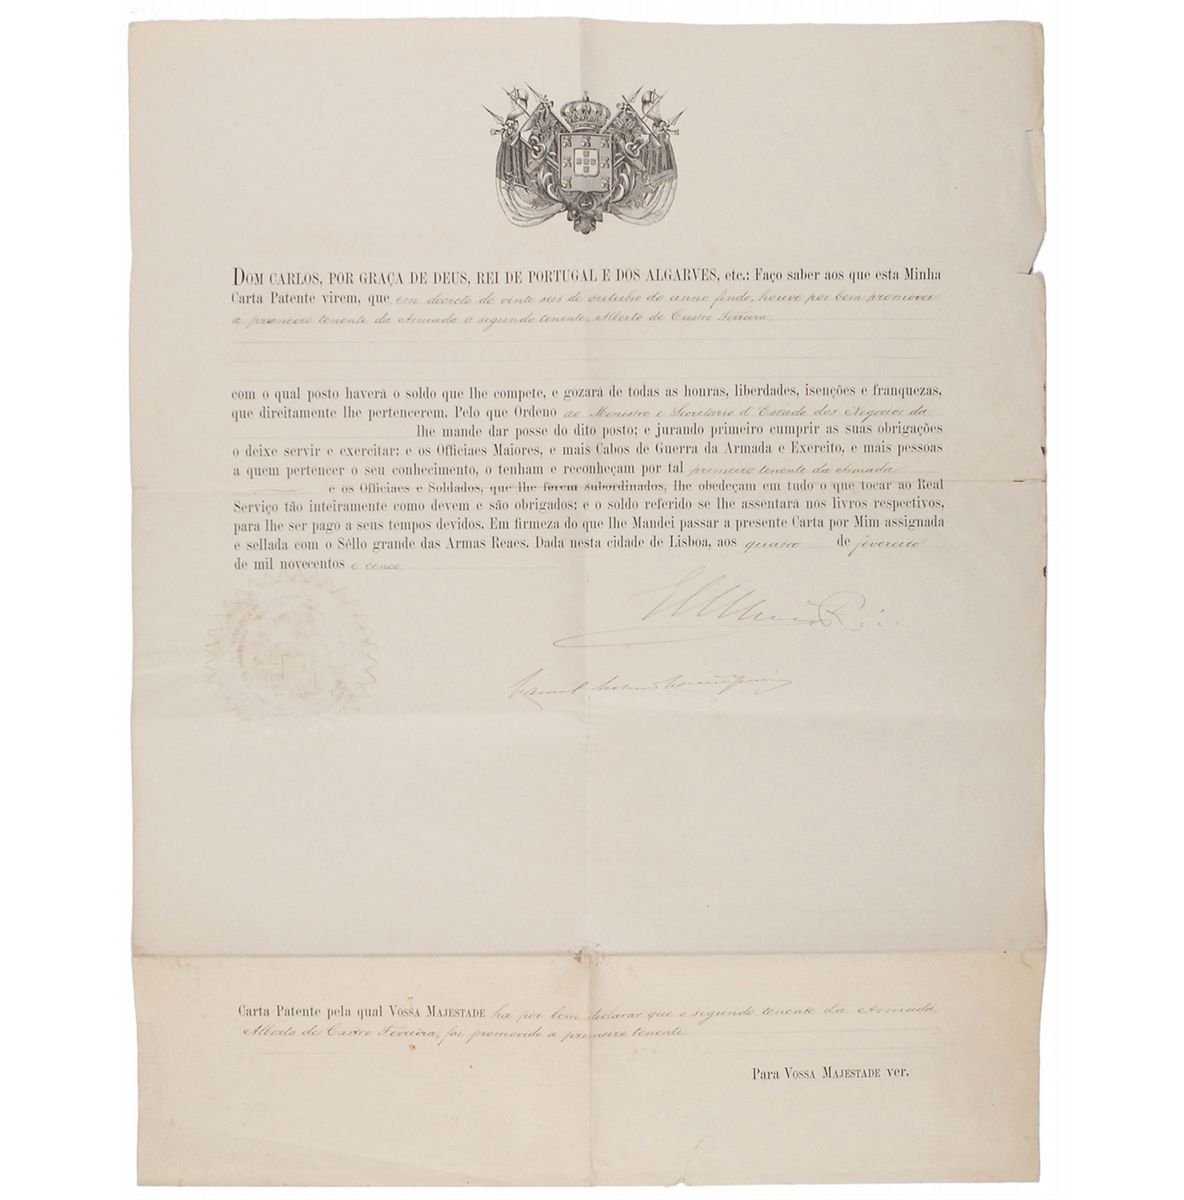 DOM CARLOS, POR GRAÇA DE DEUS, REI DE PORTUGAL E DOS ALGARVES, etc.: Faço saber aos que esta Minha
Carta Patente virem, que em decreto de vinte seis de outubro do anno findo, houve por bem promover
a primeiro tenente da Armada o segundo tenente, Alberto de Castro Ferreira,
com o qual posto haverá o soldo que lhe compete, e gozará de todas as honras, liberdades, isenções e franquezas,
que direitamente lhe pertencerem. Pelo que Ordeno ao Ministro e Secretario d'Estado dos Negocios da
lhe mande dar posse do dito posto; e jurando primeiro cumprir as suas obrigações
o deixe servir e exercitar: e os Officiaes Maiores, e mais Cabos de Guerra da Armada e Exercito, e mais pessoas
a quem pertencer o seu conhecimento, o tenham e reconheçam por tal primeiro tenente da Armada
e os Officiaes e Soldados, que lhe forem subordinados, lhe obedeçam em tudo o que tocar ao Real
Serviço tão inteiramente como devem e são obrigados: e o soldo referido se lhe assentará nos livros respectivos,
para lhe ser pago a seus tempos devidos. Em firmeza do que lhe Mandei passar a presente Carta por Mim assignada
e sellada com o Sêllo grande das Armas Reaes. Dada nesta cidade de Lisboa, aos quatro de fevereiro
de mil novecentos e cinco
Carta Patente pela qual VOSSA MAJESTADE ha por bem declarar que o segundo tenente da Armada
Alberto de Castro Ferreira, foi promovido a primeiro tenente
Para VOSSA MAJESTADE ver.